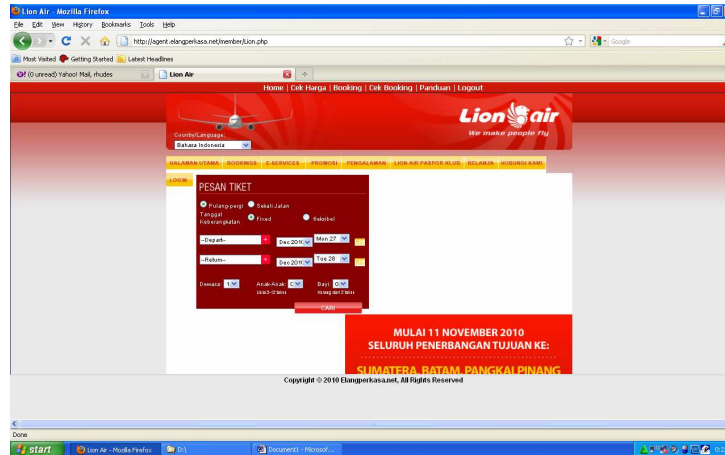 Lion Air - Mozilla Firefox
File Edit View History Bookmarks Tools Help
http://agent.elangperkasa.net/member/Lion.php
Google
Most Visited Getting Started Latest Headlines
(0 unread) Yahoo! Mail, rhudes Lion Air
Home | Cek Harga | Booking | Cek Booking | Panduan | Logout
Lion air
We make people fly
Country/Language:
Bahasa Indonesia
HALAMAN UTAMA BOOKINGS E-SERVICES PROMOSI PENGALAMAN LION AIR PASPOR KLUB BELANJA HUBUNGI KAMI
LOGIN
PESAN TIKET
Pulang-pergi Sekali Jalan
Tanggal
Keberangkatan Fixed fleksibel
--Depart-- Dec 2010 Mon 27
--Return-- Dec 2010 Tue 28
Dewasa: 1 Anak-Anak: 0 Bayi: 0
CARI
MULAI 11 NOVEMBER 2010
SELURUH PENERBANGAN TUJUAN KE:
SUMATERA, BATAM, PANGKALPINANG
Copyright © 2010 Elangperkasa.net, All Rights Reserved
Done
start Lion Air - Mozilla Firefox D:\ Document1 - Microsof...